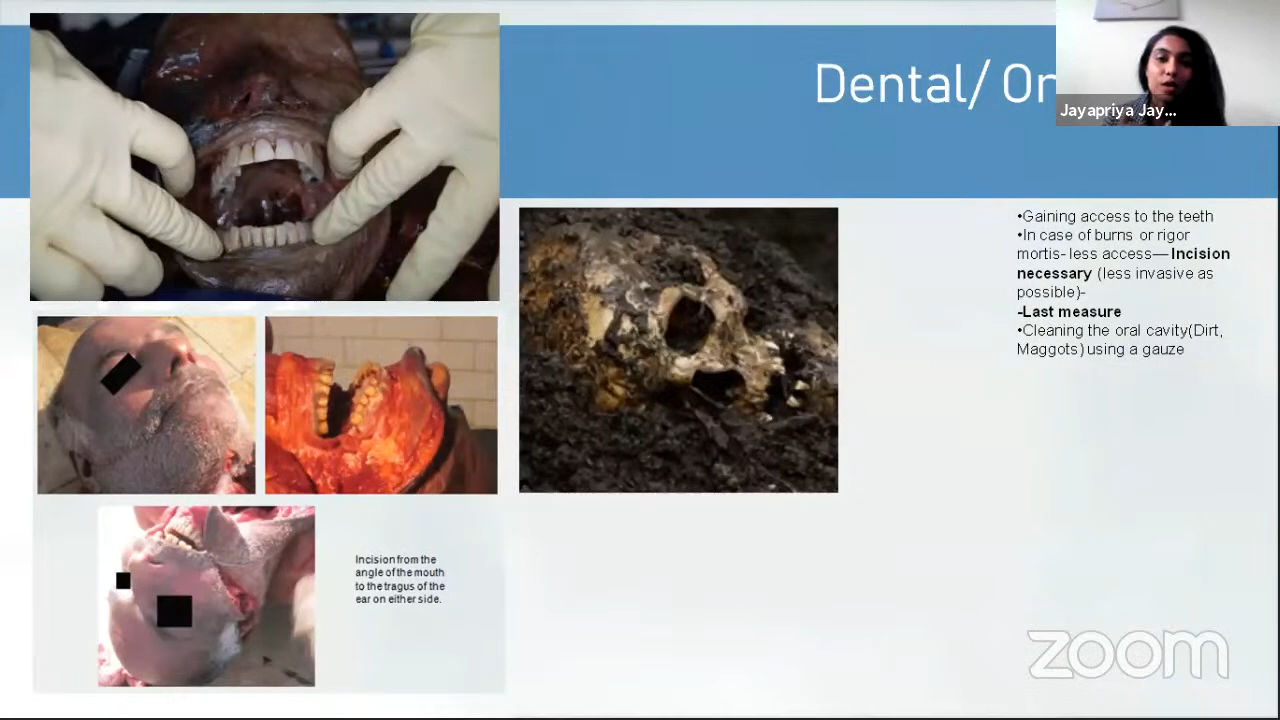 Dental/ Or
Jayapriya Jay...
•Gaining access to the teeth
•In case of burns or rigor
mortis- less access— Incision
necessary (less invasive as
possible)-
-Last measure
•Cleaning the oral cavity(Dirt,
Maggots) using a gauze
Incision from the
angle of the mouth
to the tragus of the
ear on either side.
zoom